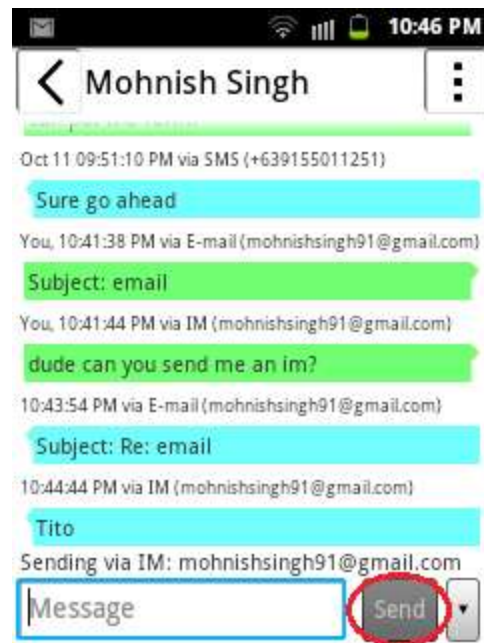 10:46 PM
Mohnish Singh
Oct 11 09:51:10 PM via SMS (+639155011251)
Sure go ahead
You, 10:41:38 PM via E-mail (mohnishsingh91@gmail.com)
Subject: email
You, 10:41:44 PM via IM (mohnishsingh91@gmail.com)
dude can you send me an im?
10:43:54 PM via E-mail (mohnishsingh91@gmail.com)
Subject: Re: email
10:44:44 PM via IM (mohnishsingh91@gmail.com)
Tito
Sending via IM: mohnishsingh91@gmail.com
Message Send